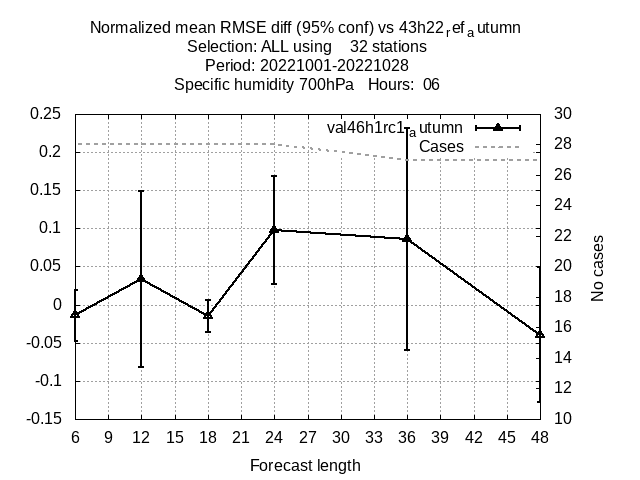 Normalized mean RMSE diff (95% conf) vs 43h22refautumn
Selection: ALL using 32 stations
Period: 20221001-20221028
Specific humidity 700hPa Hours: 06
val46h1rc1autumn
Cases
0.25
0.2
0.15
0.1
0.05
0
-0.05
-0.1
-0.15
30
28
26
24
22
20
18
16
14
12
10
No cases
6 9 12 15 18 21 24 27 30 33 36 39 42 45 48
Forecast length